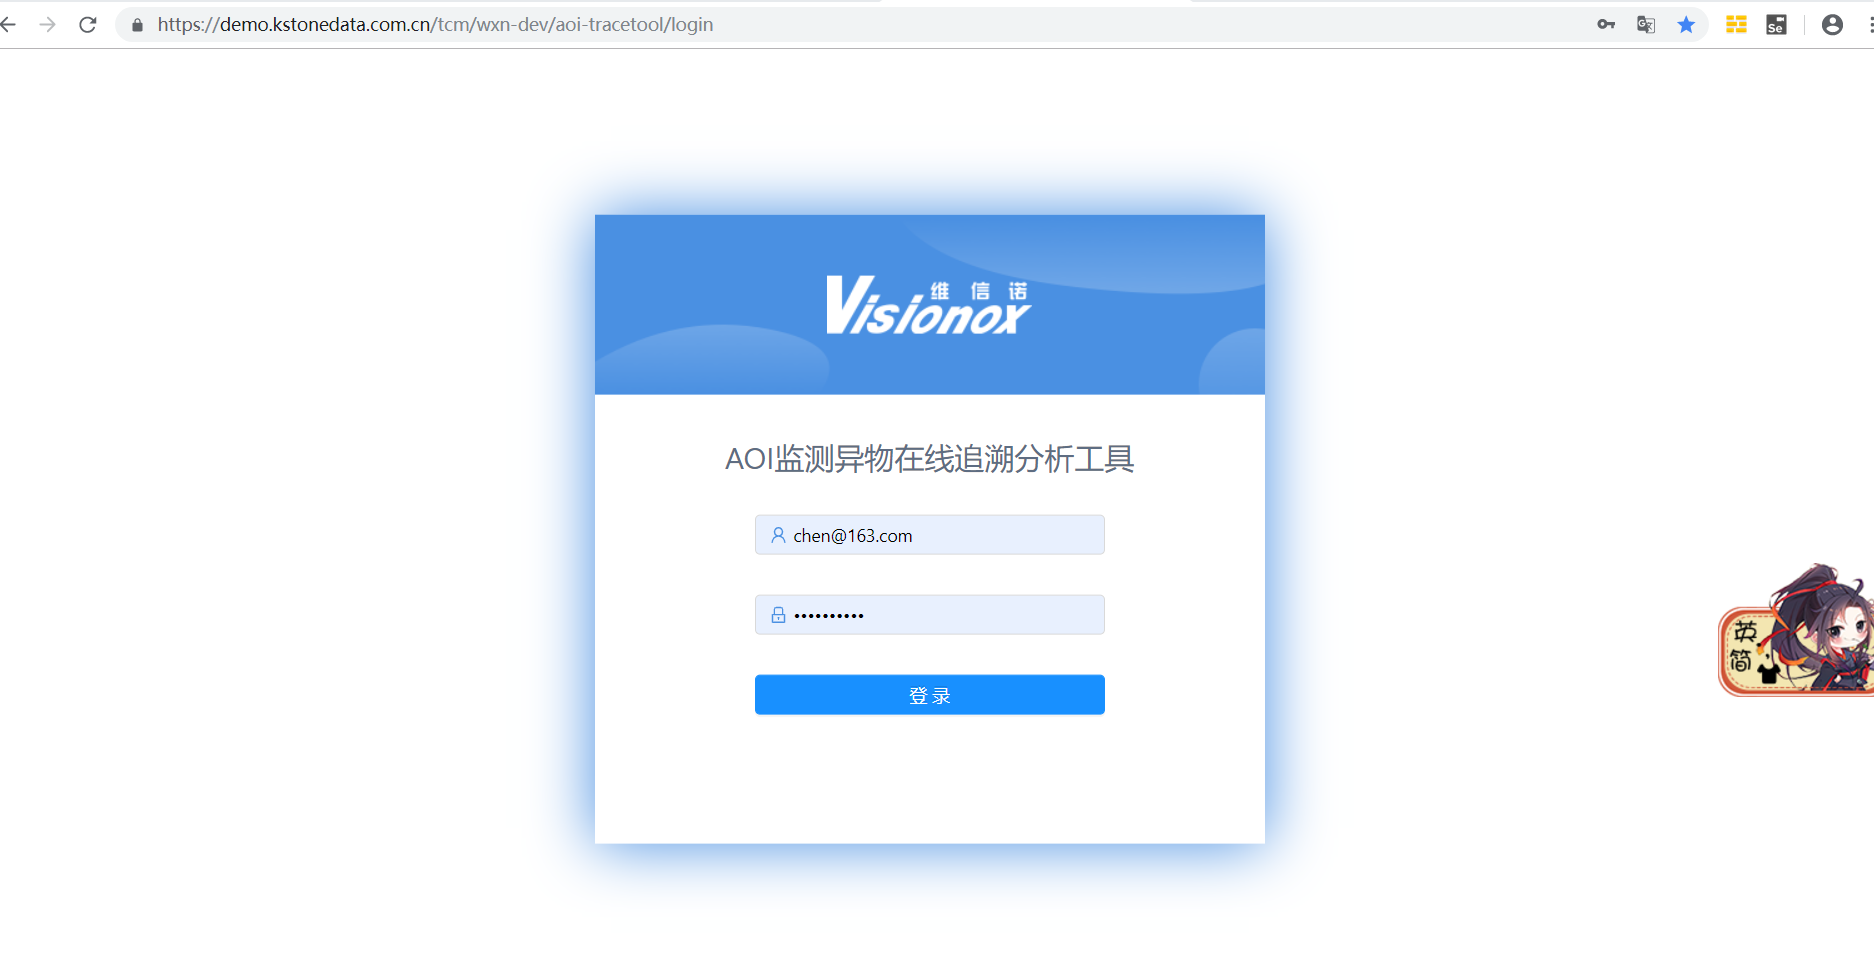 https://demo.kstonedata.com.cn/tcm/wxn-dev/aoi-tracetool/login
Se
维信诺
Visionox
AOI监测异物在线追溯分析工具
chen@163.com
••••••••••
登录
英
简